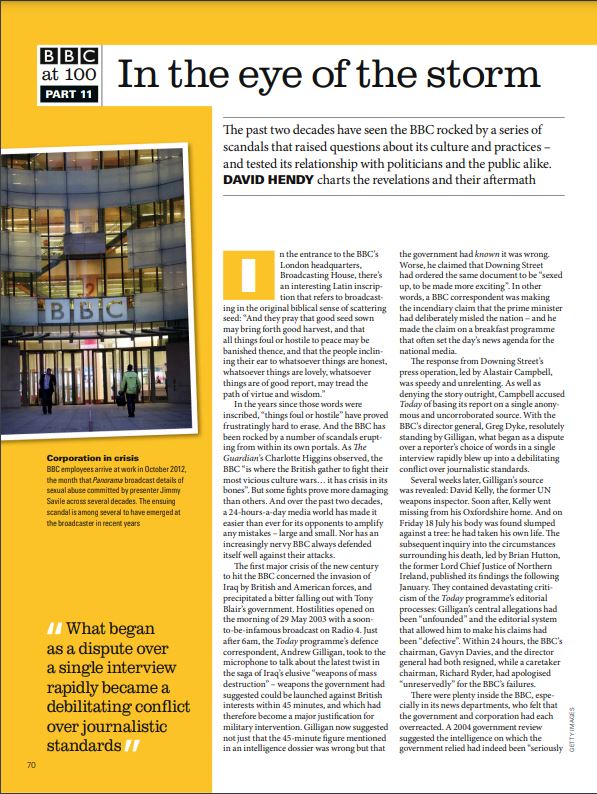 BBC
at 100
PART 11
In the eye of the storm
The past two decades have seen the BBC rocked by a series of
scandals that raised questions about its culture and practices –
and tested its relationship with politicians and the public alike.
DAVID HENDY charts the revelations and their aftermath
BBC
Corporation in crisis
BBC employees arrive at work in October 2012,
the month that Panorama broadcast details of
sexual abuse committed by presenter Jimmy
Savile across several decades. The ensuing
scandal is among several to have emerged at
the broadcaster in recent years
“ What began
as a dispute over
a single interview
rapidly became a
debilitating conflict
over journalistic
standards ”
70
In the entrance to the BBC’s
London headquarters,
Broadcasting House, there’s
an interesting Latin inscrip-
tion that refers to broadcast-
ing in the original biblical sense of scattering
seed: “And they pray that good seed sown
may bring forth good harvest, and that
all things foul or hostile to peace may be
banished thence, and that the people inclin-
ing their ear to whatsoever things are honest,
whatsoever things are lovely, whatsoever
things are of good report, may tread the
path of virtue and wisdom.”
In the years since those words were
inscribed, “things foul or hostile” have proved
frustratingly hard to erase. And the BBC has
been rocked by a number of scandals erupt-
ing from within its own portals. As The
Guardian’s Charlotte Higgins observed, the
BBC “is where the British gather to fight their
most vicious culture wars… it has crisis in its
bones”. But some fights prove more damaging
than others. And over the past two decades,
a 24-hours-a-day media world has made it
easier than ever for its opponents to amplify
any mistakes – large and small. Nor has an
increasingly nervy BBC always defended
itself well against their attacks.
The first major crisis of the new century
to hit the BBC concerned the invasion of
Iraq by British and American forces, and
precipitated a bitter falling out with Tony
Blair’s government. Hostilities opened on
the morning of 29 May 2003 with a soon-
to-be-infamous broadcast on Radio 4. Just
after 6am, the Today programme’s defence
correspondent, Andrew Gilligan, took to the
microphone to talk about the latest twist in
the saga of Iraq’s elusive “weapons of mass
destruction” – weapons the government had
suggested could be launched against British
interests within 45 minutes, and which had
therefore become a major justification for
military intervention. Gilligan now suggested
not just that the 45-minute figure mentioned
in an intelligence dossier was wrong but that
the government had known it was wrong.
Worse, he claimed that Downing Street
had ordered the same document to be “sexed
up, to be made more exciting”. In other
words, a BBC correspondent was making
the incendiary claim that the prime minister
had deliberately misled the nation – and he
made the claim on a breakfast programme
that often set the day’s news agenda for the
national media.
The response from Downing Street’s
press operation, led by Alastair Campbell,
was speedy and unrelenting. As well as
denying the story outright, Campbell accused
Today of basing its report on a single anony-
mous and uncorroborated source. With the
BBC’s director general, Greg Dyke, resolutely
standing by Gilligan, what began as a dispute
over a reporter’s choice of words in a single
interview rapidly blew up into a debilitating
conflict over journalistic standards.
Several weeks later, Gilligan’s source
was revealed: David Kelly, the former UN
weapons inspector. Soon after, Kelly went
missing from his Oxfordshire home. And on
Friday 18 July his body was found slumped
against a tree: he had taken his own life. The
subsequent inquiry into the circumstances
surrounding his death, led by Brian Hutton,
the former Lord Chief Justice of Northern
Ireland, published its findings the following
January. They contained devastating criti-
cism of the Today programme’s editorial
processes: Gilligan’s central allegations had
been “unfounded” and the editorial system
that allowed him to make his claims had
been “defective”. Within 24 hours, the BBC’s
chairman, Gavyn Davies, and the director
general had both resigned, while a caretaker
chairman, Richard Ryder, had apologised
“unreservedly” for the BBC’s failures.
There were plenty inside the BBC, espe-
cially in its news departments, who felt that
the government and corporation had each
overreacted. A 2004 government review
suggested the intelligence on which the
government relied had indeed been “seriously
GETTY IMAGES